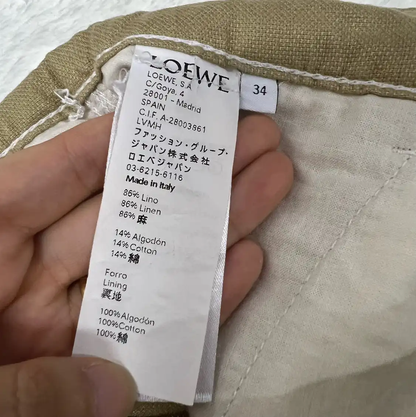 LOEWE
34
LOEWE, S.A
C/Goya, 4
28001 - Madrid
SPAIN
C.I.F. A-28003861
LVMH
ファッション・グループ・
ジャパン株式会社
ロエベジャパン
03-6215-6116
Made in Italy
86% Lino
86% Linen
86% 麻
14% Algodón
14% Cotton
14% 綿
Forro
Lining
裏地
100%Algodón
100%Cotton
100%綿